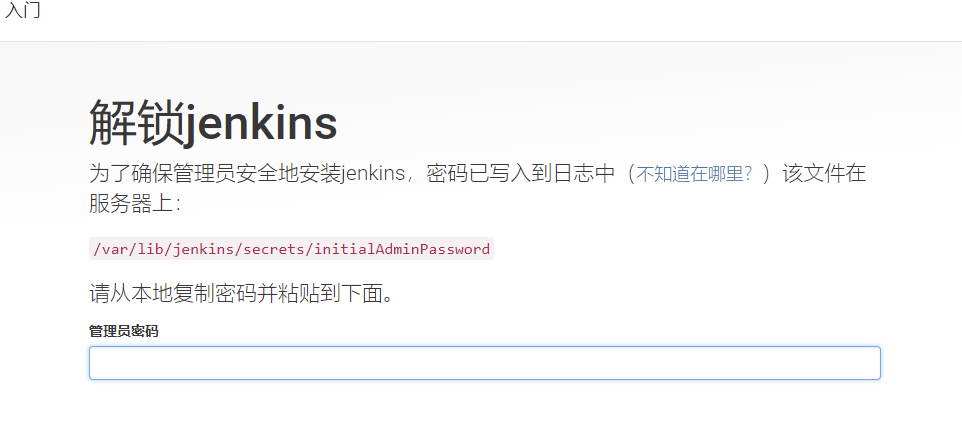 入门
解锁jenkins
为了确保管理员安全地安装jenkins，密码已写入到日志中（不知道在哪里？）该文件在
服务器上：
/var/lib/jenkins/secrets/initialAdminPassword
请从本地复制密码并粘贴到下面。
管理员密码